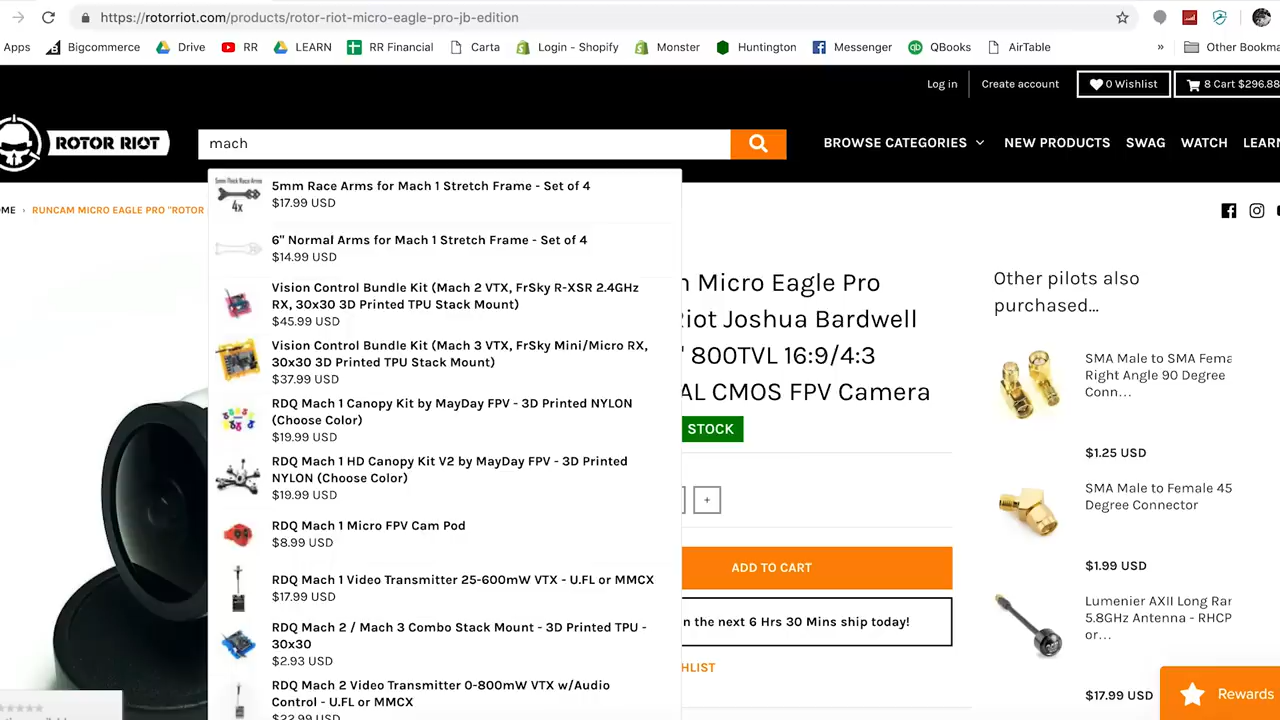 https://rotorriot.com/products/rotor-riot-micro-eagle-pro-jb-edition
Apps Bigcommerce Drive RR LEARN RR Financial Carta Login - Shopify Monster Huntington Messenger QBooks AirTable » Other Bookma
Log in Create account 0 Wishlist 8 Cart $296.88
ROTOR RIOT mach BROWSE CATEGORIES NEW PRODUCTS SWAG WATCH LEARN
OME › RUNCAM MICRO EAGLE PRO "ROTOR
5mm Thick Race Arms
4x
5mm Race Arms for Mach 1 Stretch Frame - Set of 4
$17.99 USD
6" Normal Arms for Mach 1 Stretch Frame - Set of 4
$14.99 USD
Vision Control Bundle Kit (Mach 2 VTX, FrSky R-XSR 2.4GHz
RX, 30x30 3D Printed TPU Stack Mount)
$45.99 USD
Vision Control Bundle Kit (Mach 3 VTX, FrSky Mini/Micro RX,
30x30 3D Printed TPU Stack Mount)
$37.99 USD
RDQ Mach 1 Canopy Kit by MayDay FPV - 3D Printed NYLON
(Choose Color)
$19.99 USD
RDQ Mach 1 HD Canopy Kit V2 by MayDay FPV - 3D Printed
NYLON (Choose Color)
$19.99 USD
RDQ Mach 1 Micro FPV Cam Pod
$8.99 USD
RDQ Mach 1 Video Transmitter 25-600mW VTX - U.FL or MMCX
$17.99 USD
RDQ Mach 2 / Mach 3 Combo Stack Mount - 3D Printed TPU -
30x30
$2.93 USD
RDQ Mach 2 Video Transmitter 0-800mW VTX w/Audio
Control - U.FL or MMCX
$22.99 USD
n Micro Eagle Pro
Riot Joshua Bardwell
" 800TVL 16:9/4:3
AL CMOS FPV Camera
STOCK
+
ADD TO CART
n the next 6 Hrs 30 Mins ship today!
HLIST
Other pilots also
purchased...
SMA Male to SMA Fema
Right Angle 90 Degree
Conn...
$1.25 USD
SMA Male to Female 45
Degree Connector
$1.99 USD
Lumenier AXII Long Ran
5.8GHz Antenna - RHCP
or...
$17.99 USD
Rewards